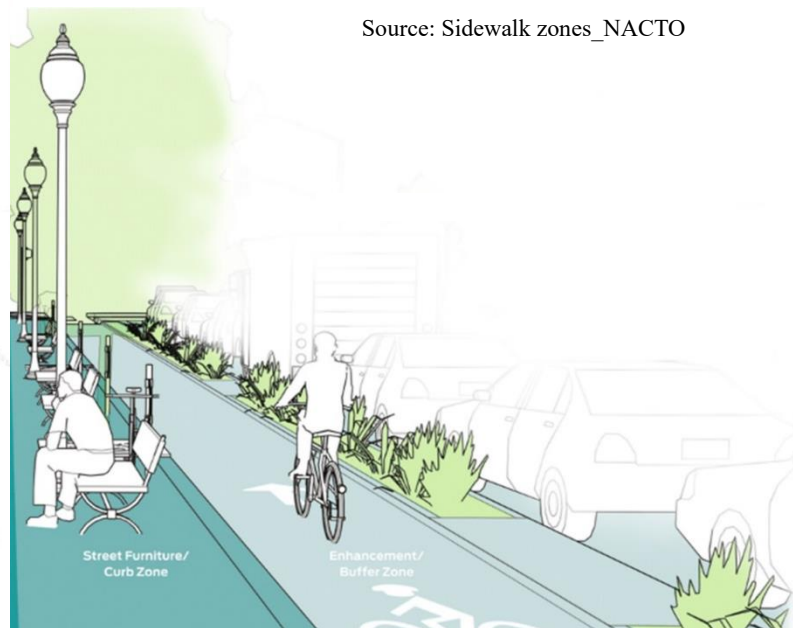 Source: Sidewalk zones_NACTO
Street Furniture/
Curb Zone
Enhancement/
Buffer Zone